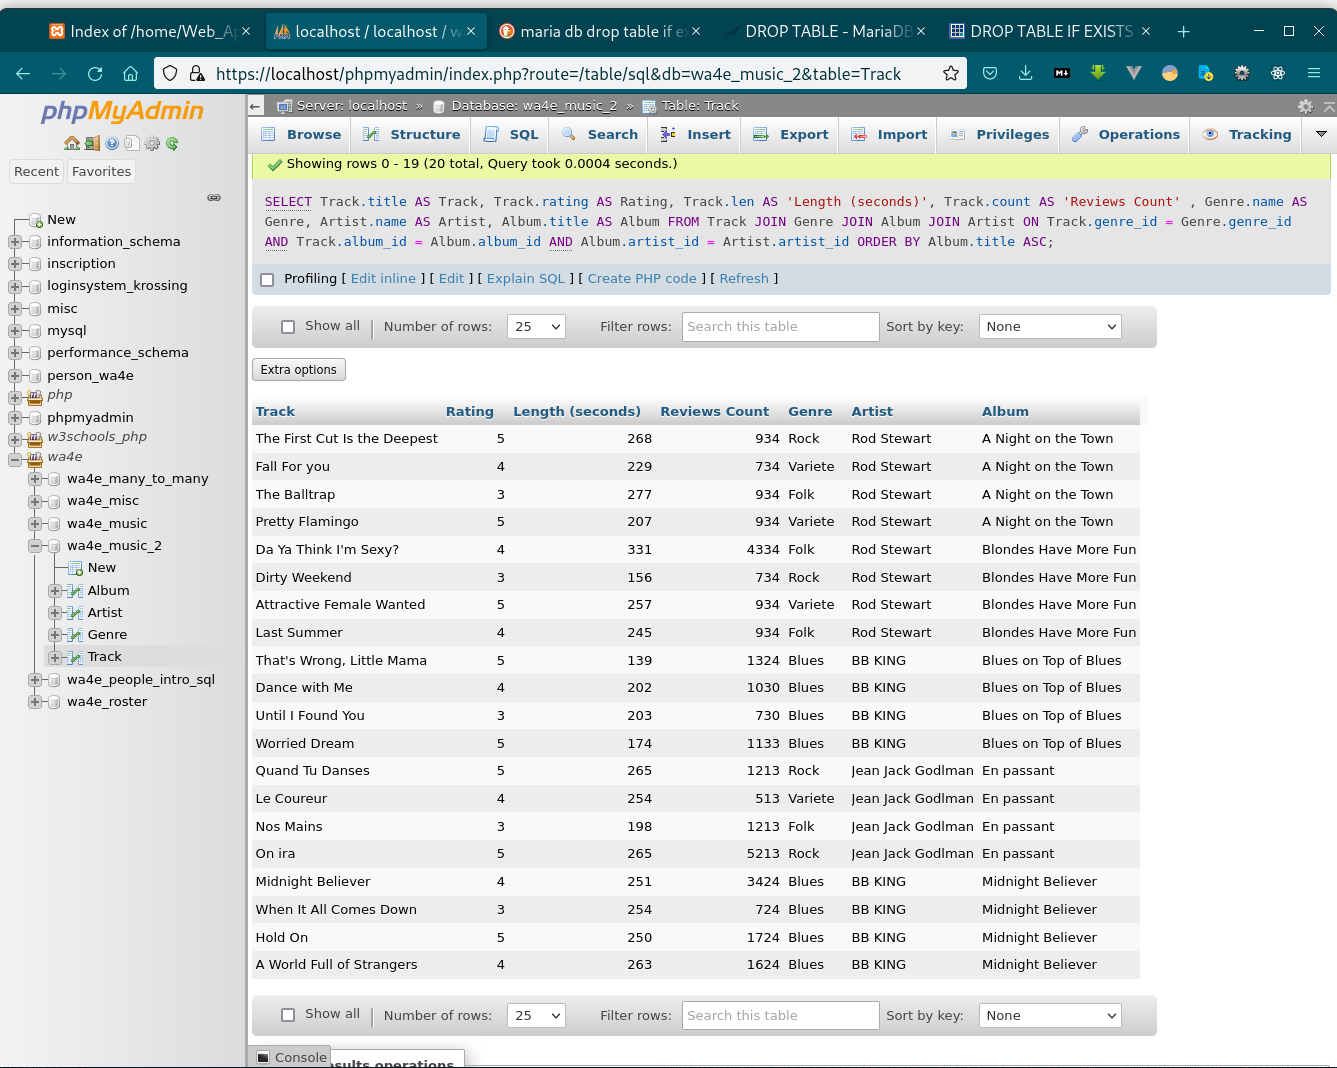 Index of /home/Web_Ap
localhost / localhost / w
maria db drop table if ex
DROP TABLE - MariaDB
DROP TABLE IF EXISTS
https://localhost/phpmyadmin/index.php?route=/table/sql&db=wa4e_music_2&table=Track
phpMyAdmin
Recent Favorites
New
information_schema
inscription
loginsystem_krossing
misc
mysql
performance_schema
person_wa4e
php
phpmyadmin
w3schools_php
wa4e
wa4e_many_to_many
wa4e_misc
wa4e_music
wa4e_music_2
New
Album
Artist
Genre
Track
wa4e_people_intro_sql
wa4e_roster
Server: localhost » Database: wa4e_music_2 » Table: Track
Browse Structure SQL Search Insert Export Import Privileges Operations Tracking
Showing rows 0 - 19 (20 total, Query took 0.0004 seconds.)
SELECT Track.title AS Track, Track.rating AS Rating, Track.len AS 'Length (seconds)', Track.count AS 'Reviews Count' , Genre.name AS
Genre, Artist.name AS Artist, Album.title AS Album FROM Track JOIN Genre JOIN Album JOIN Artist ON Track.genre_id = Genre.genre_id
AND Track.album_id = Album.album_id AND Album.artist_id = Artist.artist_id ORDER BY Album.title ASC;
Profiling [ Edit inline ] [ Edit ] [ Explain SQL ] [ Create PHP code ] [ Refresh ]
Show all Number of rows: 25 Filter rows: Search this table Sort by key: None
Extra options
Track Rating Length (seconds) Reviews Count Genre Artist Album
The First Cut Is the Deepest 5 268 934 Rock Rod Stewart A Night on the Town
Fall For you 4 229 734 Variete Rod Stewart A Night on the Town
The Balltrap 3 277 934 Folk Rod Stewart A Night on the Town
Pretty Flamingo 5 207 934 Variete Rod Stewart A Night on the Town
Da Ya Think I'm Sexy? 4 331 4334 Folk Rod Stewart Blondes Have More Fun
Dirty Weekend 3 156 734 Rock Rod Stewart Blondes Have More Fun
Attractive Female Wanted 5 257 934 Variete Rod Stewart Blondes Have More Fun
Last Summer 4 245 934 Folk Rod Stewart Blondes Have More Fun
That's Wrong, Little Mama 5 139 1324 Blues BB KING Blues on Top of Blues
Dance with Me 4 202 1030 Blues BB KING Blues on Top of Blues
Until I Found You 3 203 730 Blues BB KING Blues on Top of Blues
Worried Dream 5 174 1133 Blues BB KING Blues on Top of Blues
Quand Tu Danses 5 265 1213 Rock Jean Jack Godlman En passant
Le Coureur 4 254 513 Variete Jean Jack Godlman En passant
Nos Mains 3 198 1213 Folk Jean Jack Godlman En passant
On ira 5 265 5213 Rock Jean Jack Godlman En passant
Midnight Believer 4 251 3424 Blues BB KING Midnight Believer
When It All Comes Down 3 254 724 Blues BB KING Midnight Believer
Hold On 5 250 1724 Blues BB KING Midnight Believer
A World Full of Strangers 4 263 1624 Blues BB KING Midnight Believer
Show all Number of rows: 25 Filter rows: Search this table Sort by key: None
Console
sults operations